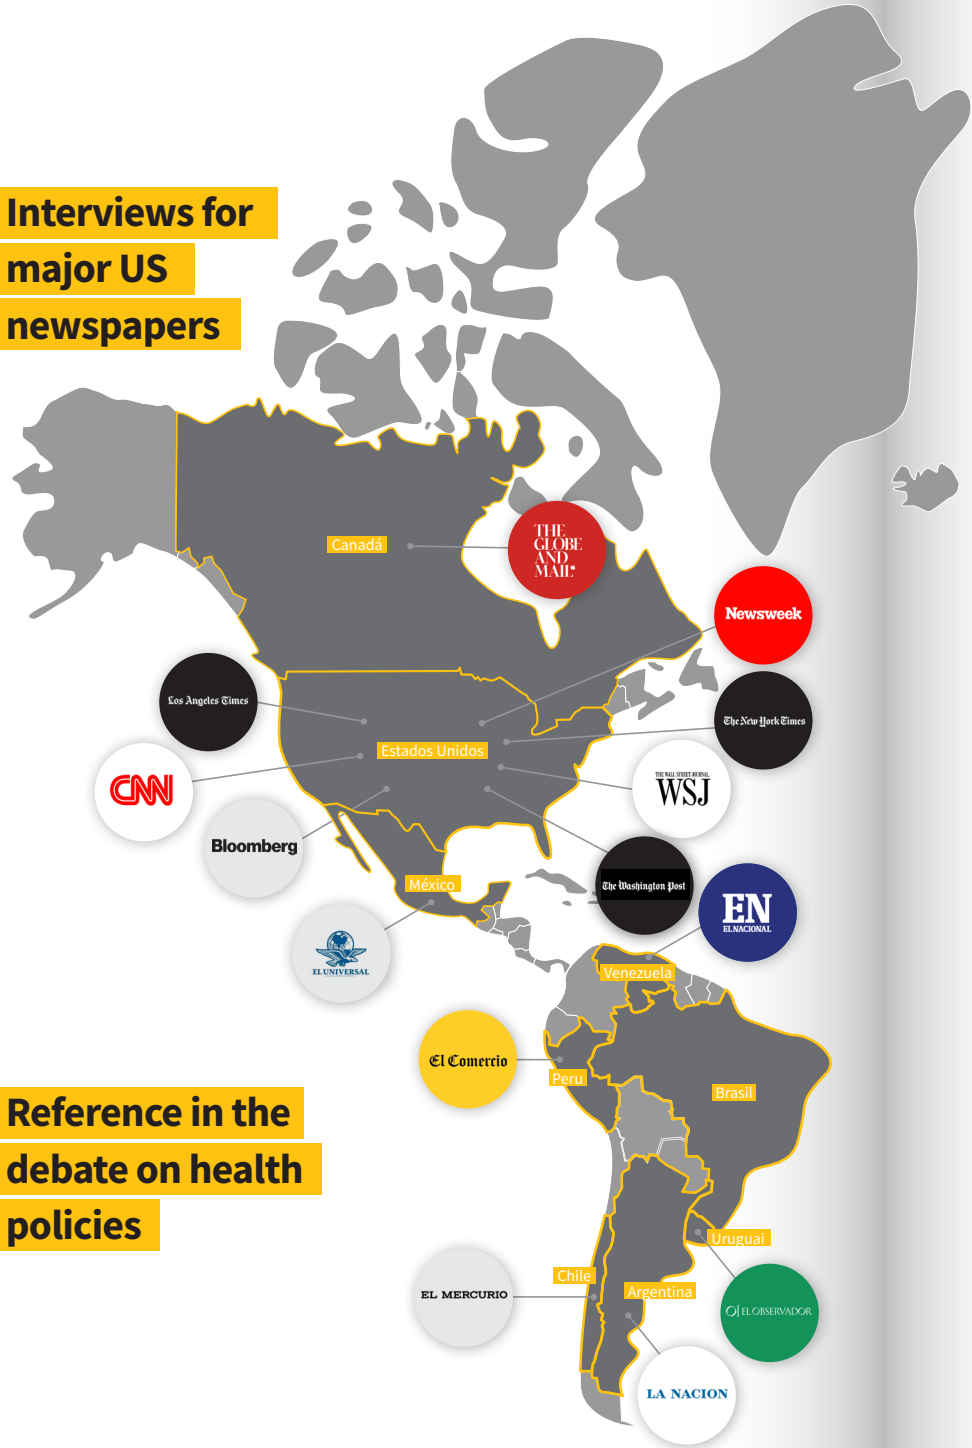 Interviews for
major US
newspapers
Canadá
THE
GLOBE
AND
MAIL*
Newsweek
Los Angeles Times
The New York Times
Estados Unidos
CNN
THE WALL STREET JOURNAL
WSJ
Bloomberg
The Washington Post
México
EN
EL NACIONAL
EL UNIVERSAL
Venezuela
El Comercio
Peru
Brasil
Reference in the
debate on health
policies
Uruguai
Chile
Argentina
EL MERCURIO
O| EL OBSERVADOR
LA NACION